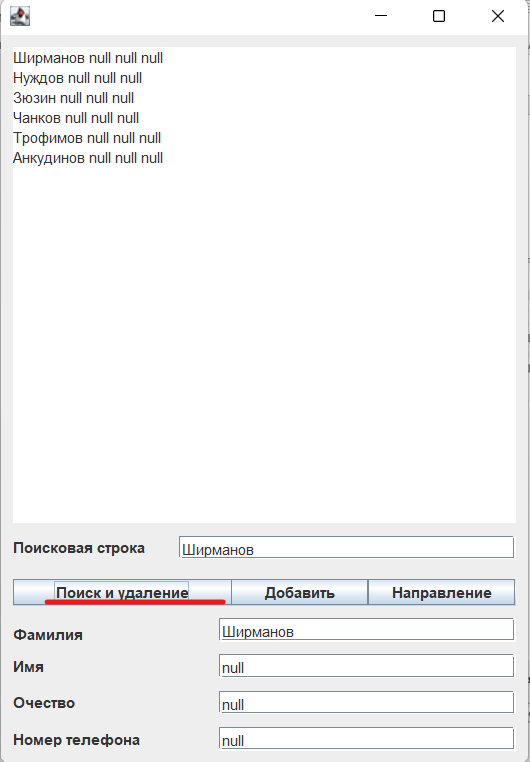 Ширманов null null null
Нуждов null null null
Зюзин null null null
Чанков null null null
Трофимов null null null
Анкудинов null null null
Поисковая строка Ширманов
Поиск и удаление Добавить Направление
Фамилия Ширманов
Имя null
Очество null
Номер телефона null